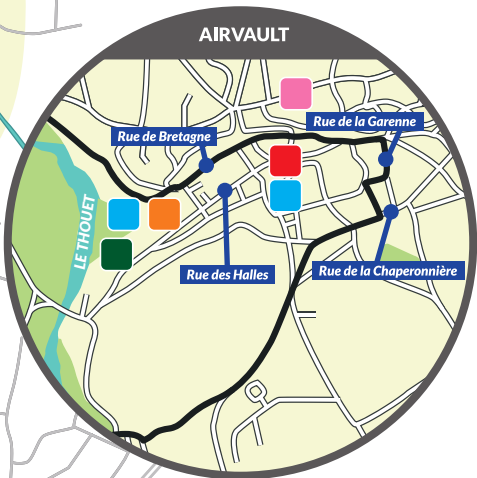 AIRVAULT
Rue de la Garenne
Rue de Bretagne
LE THOUET
Rue des Halles
Rue de la Chaperonnière